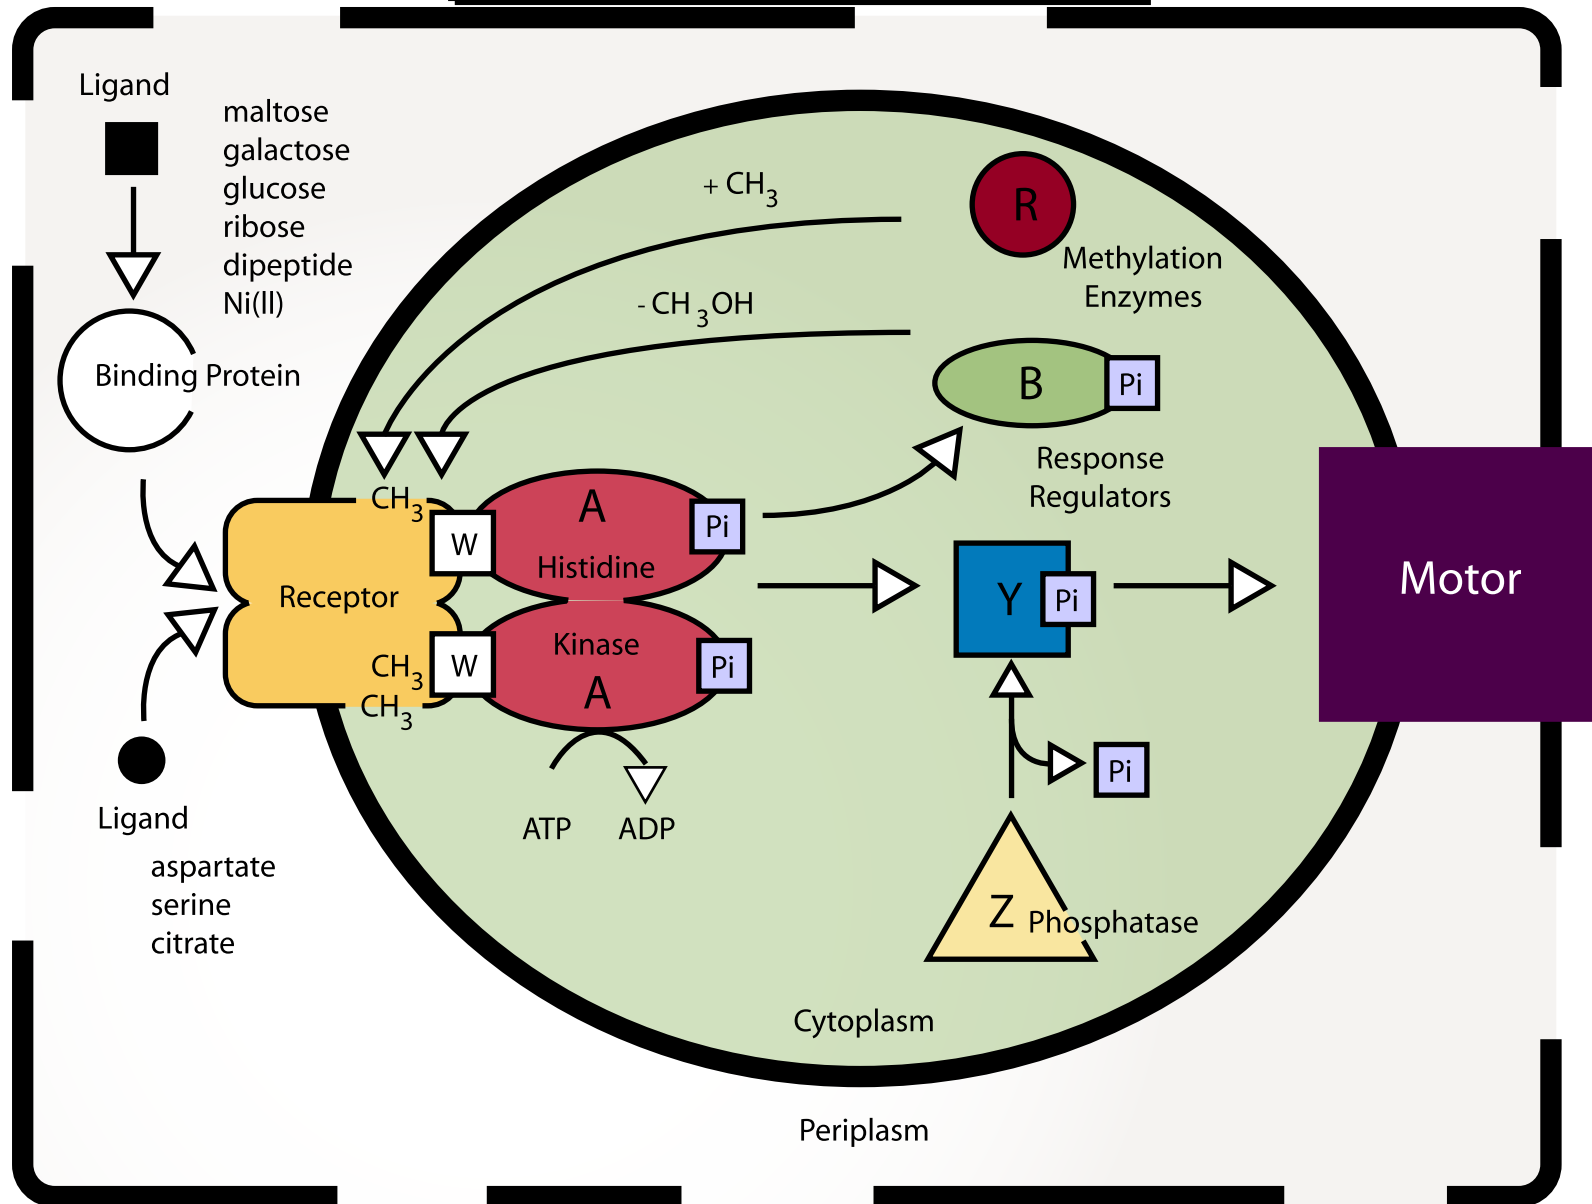 Ligand
maltose
galactose
glucose
ribose
dipeptide
Ni(II)
Binding Protein
+ CH3
- CH3OH
R
Methylation
Enzymes
B
Pi
Response
Regulators
CH3
W
A
Histidine
Pi
Receptor
Y
Pi
Motor
CH3
W
Kinase
A
Pi
CH3
ATP
ADP
Pi
Ligand
aspartate
serine
citrate
Z
Phosphatase
Cytoplasm
Periplasm